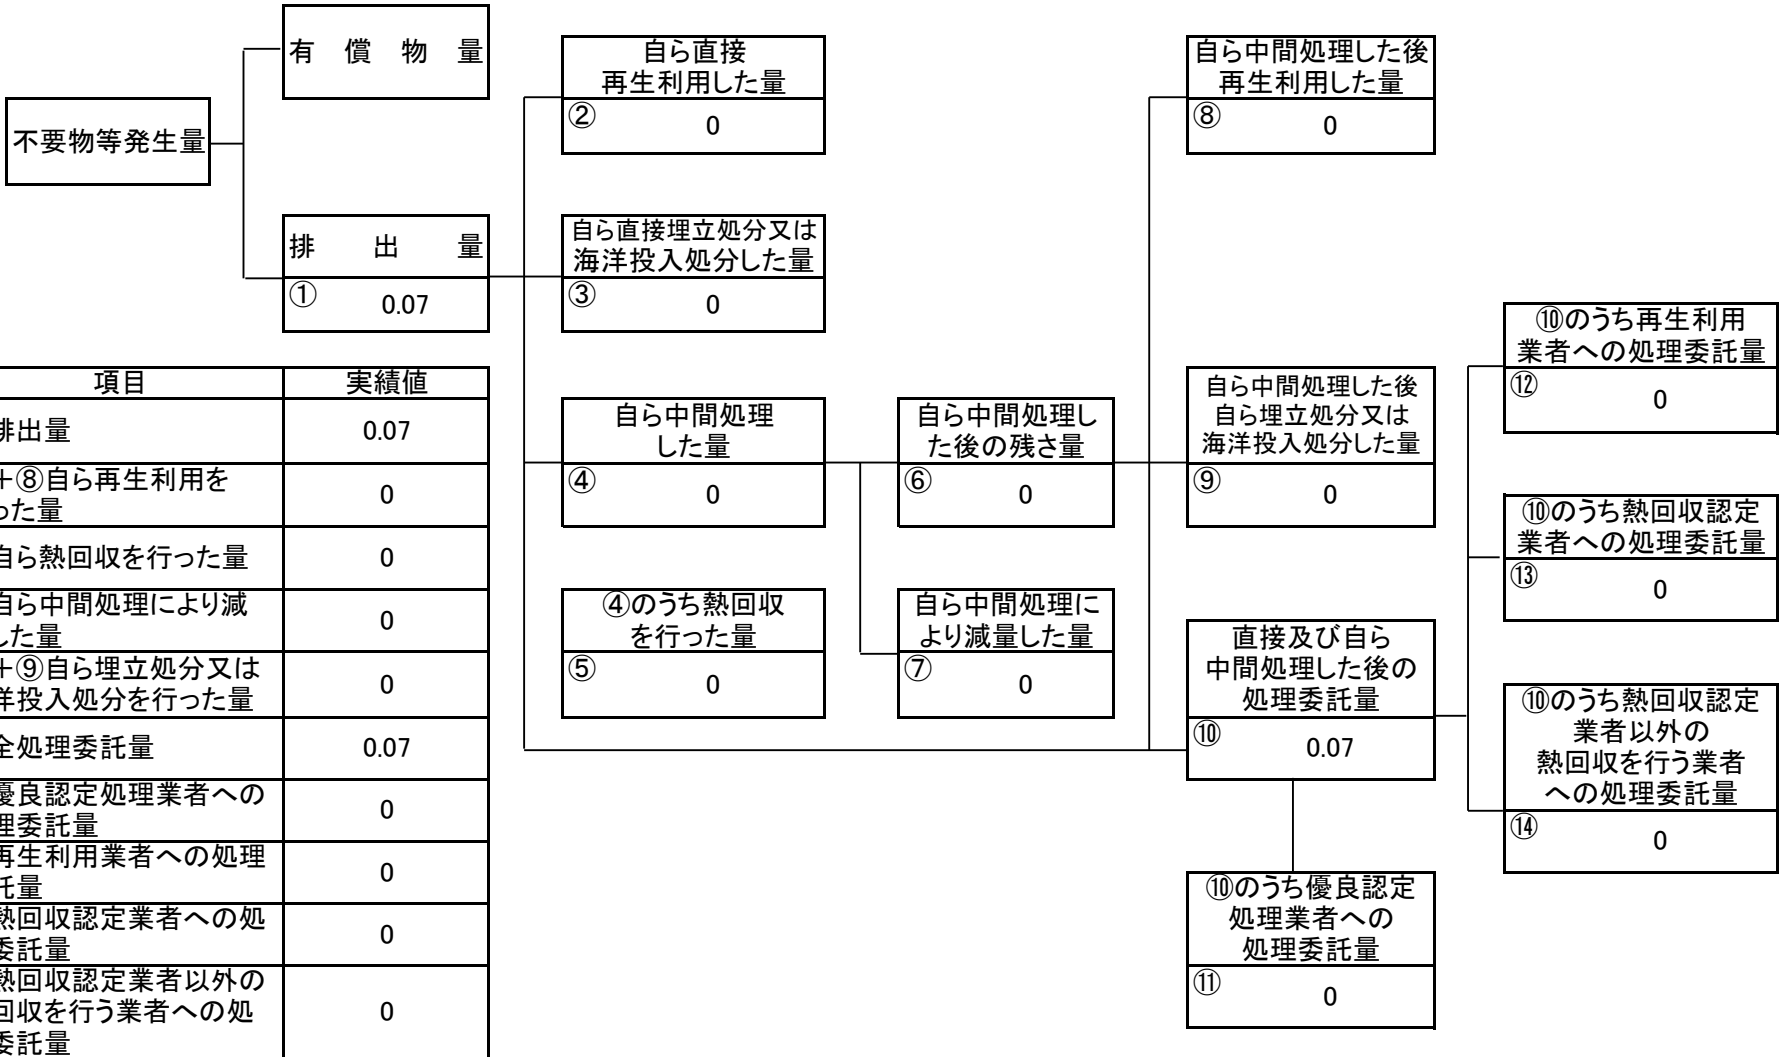 有償物量
不要物等発生量
排出量
①
0.07
自ら直接
再生利用した量
②
0
自ら直接埋立処分又は
海洋投入処分した量
③
0
自ら中間処理
した量
④
0
④のうち熱回収
を行った量
⑤
0
自ら中間処理し
た後の残さ量
⑥
0
自ら中間処理に
より減量した量
⑦
0
自ら中間処理した後
再生利用した量
⑧
0
自ら中間処理した後
自ら埋立処分又は
海洋投入処分した量
⑨
0
直接及び自ら
中間処理した後の
処理委託量
⑩
0.07
⑩のうち優良認定
処理業者への
処理委託量
⑪
0
⑩のうち再生利用
業者への処理委託量
⑫
0
⑩のうち熱回収認定
業者への処理委託量
⑬
0
⑩のうち熱回収認定
業者以外の
熱回収を行う業者
への処理委託量
⑭
0
項目 実績値
排出量 0.07
+⑧自ら再生利用を
った量
0
自ら熱回収を行った量 0
自ら中間処理により減
した量
0
+⑨自ら埋立処分又は
洋投入処分を行った量
0
全処理委託量 0.07
優良認定処理業者への
理委託量
0
再生利用業者への処理
託量
0
熱回収認定業者への処
委託量
0
熱回収認定業者以外の
回収を行う業者への処
委託量
0